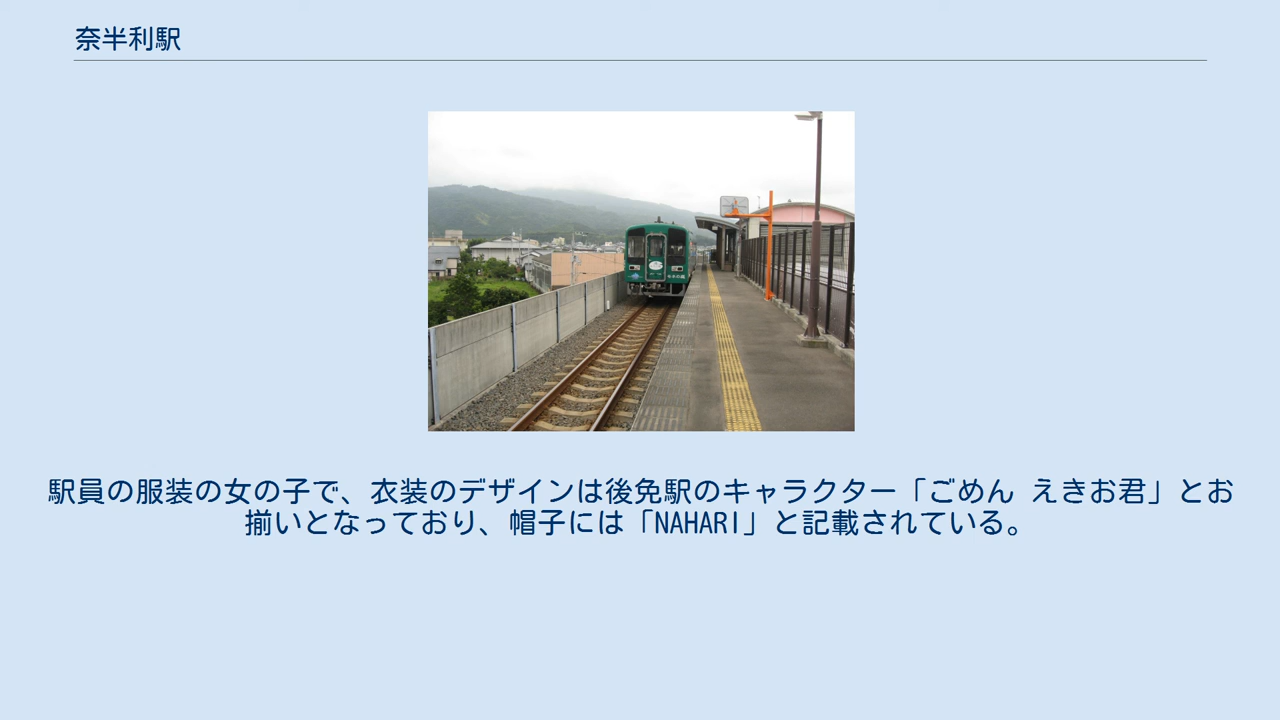 奈半利駅
駅員の服装の女の子で、衣装のデザインは後免駅のキャラクター「ごめん えきお君」とお
揃いとなっており、帽子には「NAHARI」と記載されている。